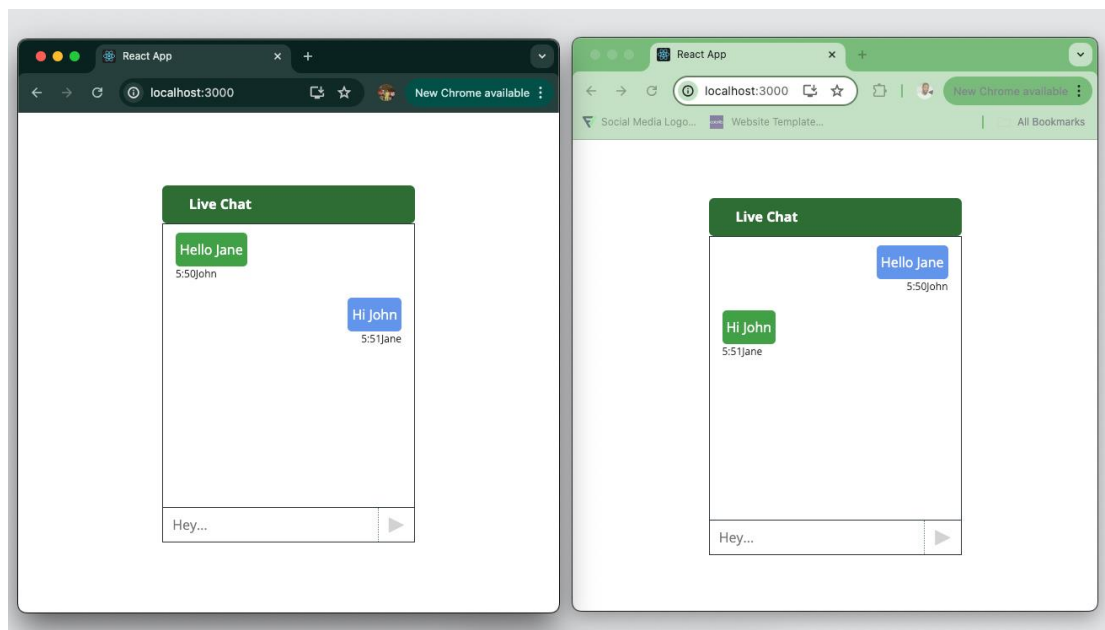 React App
localhost:3000
New Chrome available
Live Chat
Hello Jane
5:50John
Hi John
5:51Jane
Hey...
React App
localhost:3000
New Chrome available
Social Media Logo...
Website Template...
All Bookmarks
Live Chat
Hello Jane
5:50John
Hi John
5:51Jane
Hey...